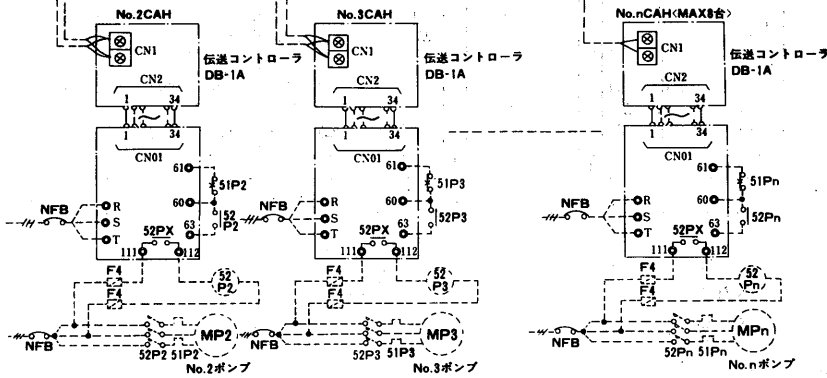 No.2CAH
CN1
伝送コントローラ
DB-1A
CN2
1 34
1 34
CN01
61
51P2
60
52
P2
63
NFB
R
S
T
52PX
111 112
F4
F4
52
P2
NFB
52P2 51P2
MP2
No.2ポンプ
No.3CAH
CN1
伝送コントローラ
DB-1A
CN2
1 34
1 34
CN01
61
51P3
60
52P3
63
NFB
R
S
T
52PX
111 112
F4
F4
52
P3
NFB
52P3 51P3
MP3
No.3ポンプ
No.nCAH<MAX8台>
CN1
伝送コントローラ
DB-1A
CN2
1 34
1 34
CN01
61
51Pn
60
52Pn
63
NFB
R
S
T
52PX
111 112
F4
F4
52
Pn
NFB
52Pn 51Pn
MPn
No.nポンプ